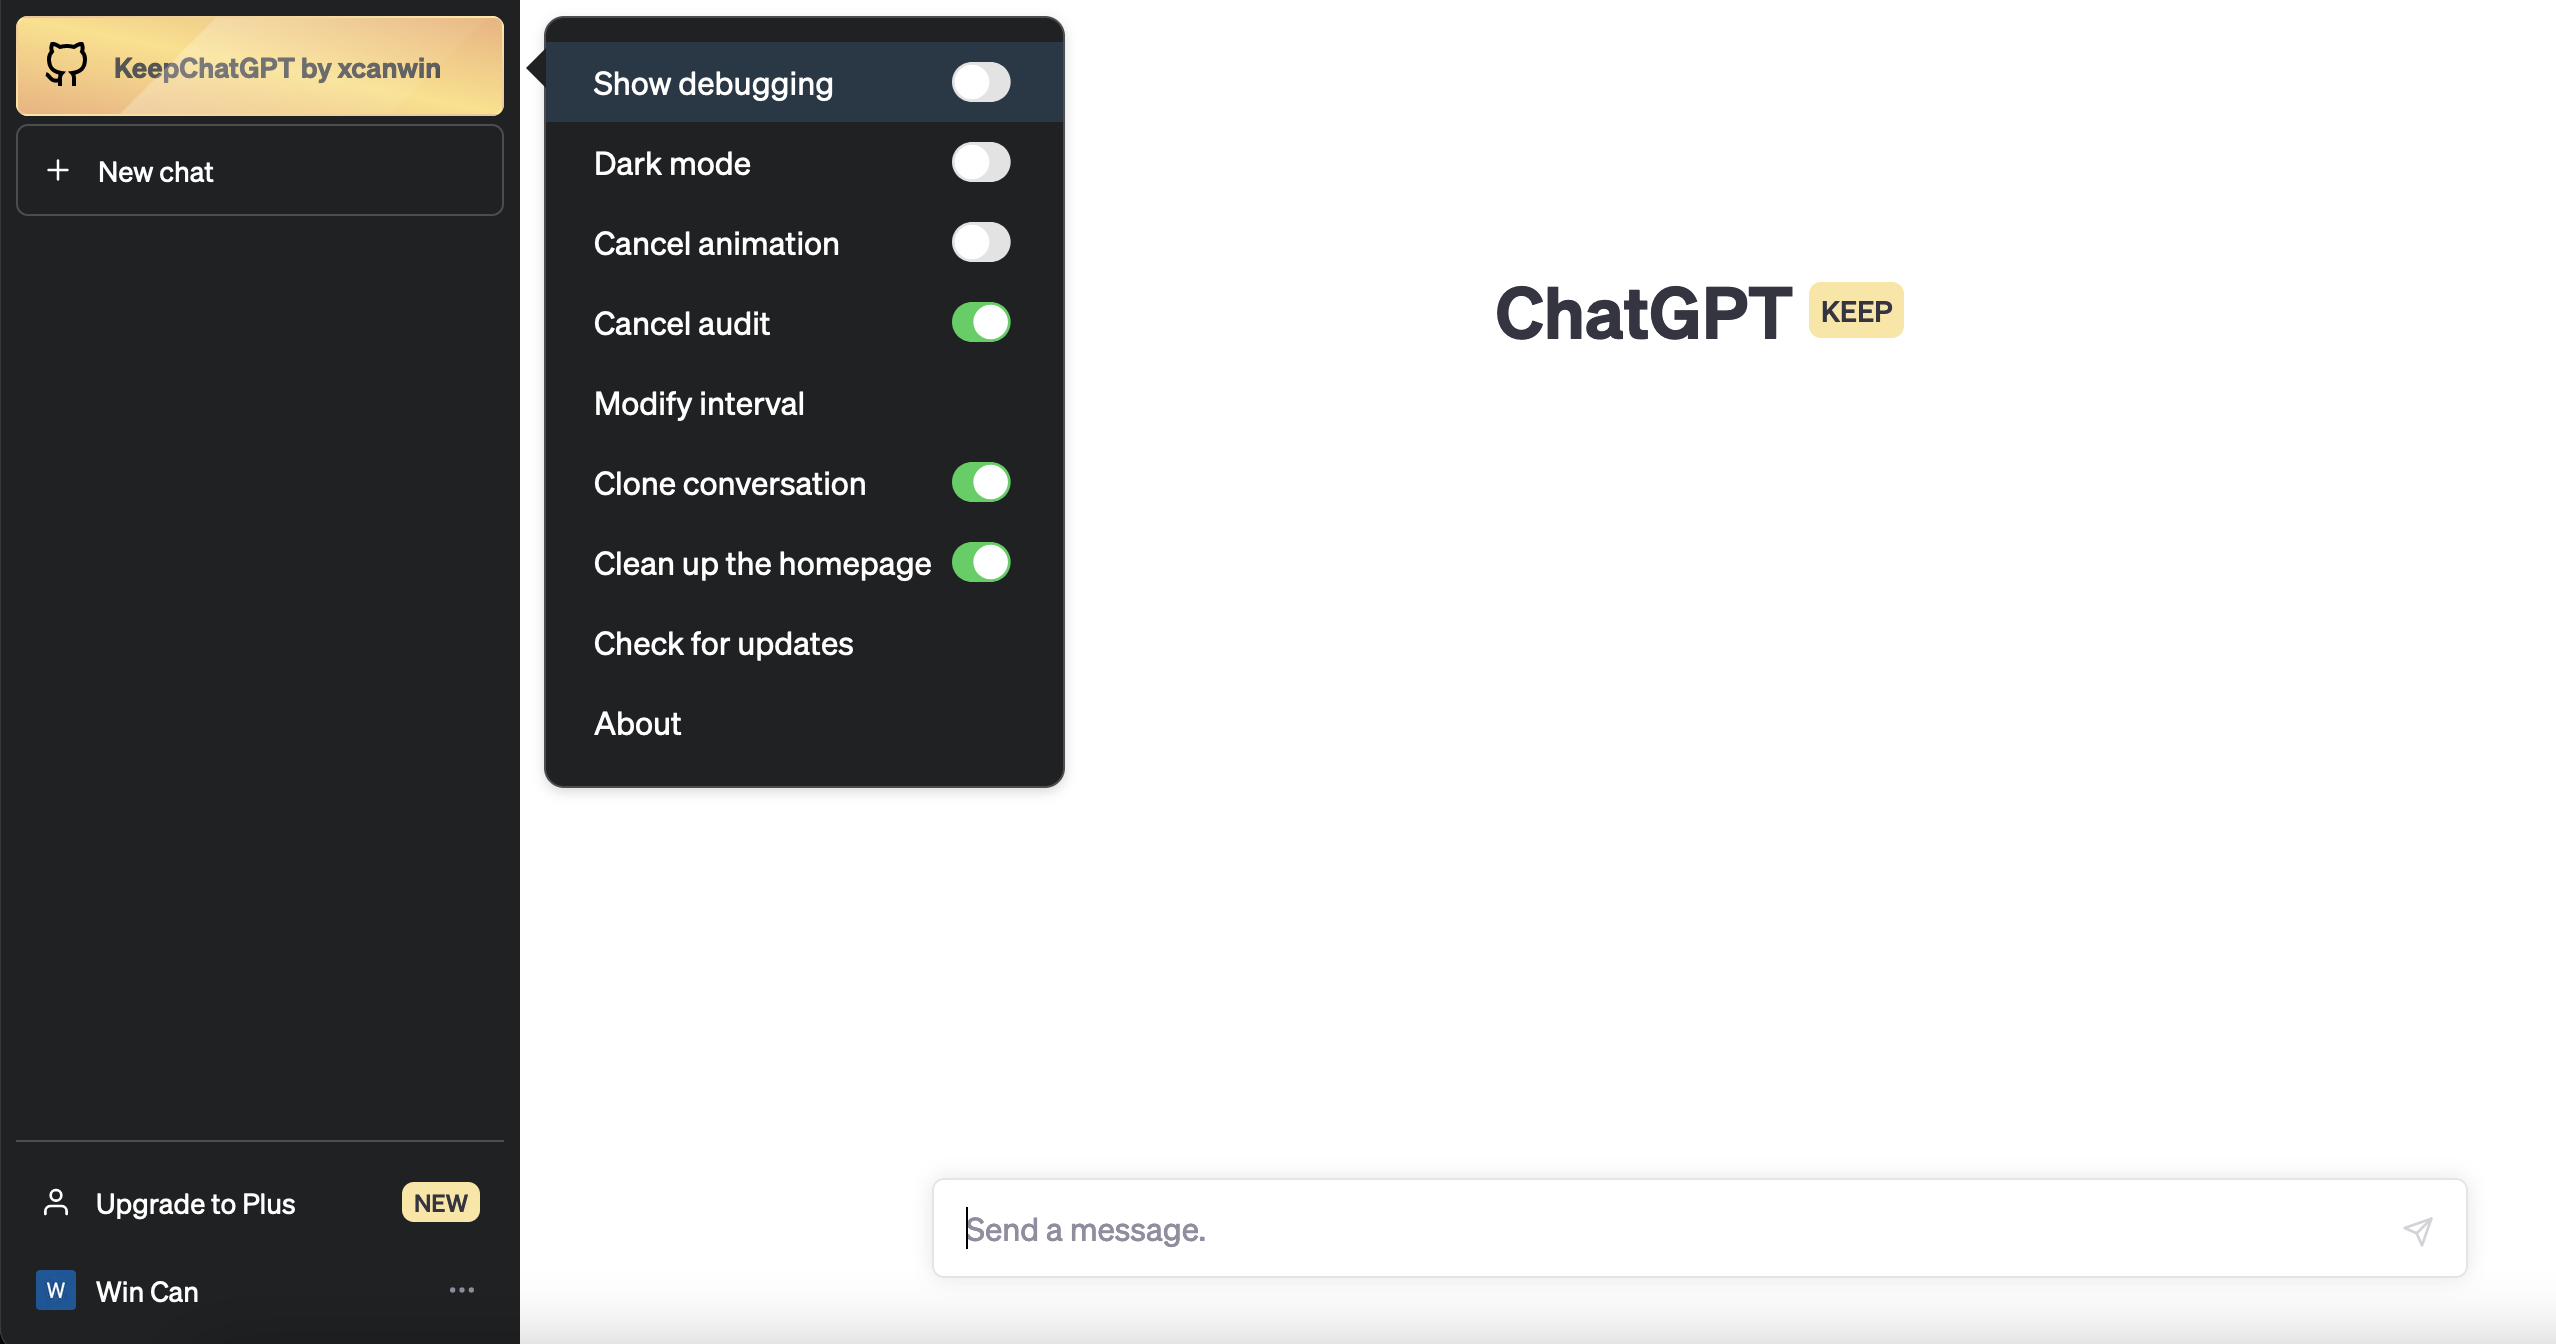 KeepChatGPT by xcanwin
New chat
Show debugging
Dark mode
Cancel animation
Cancel audit
Modify interval
Clone conversation
Clean up the homepage
Check for updates
About
ChatGPT KEEP
Send a message.
Upgrade to Plus NEW
W Win Can